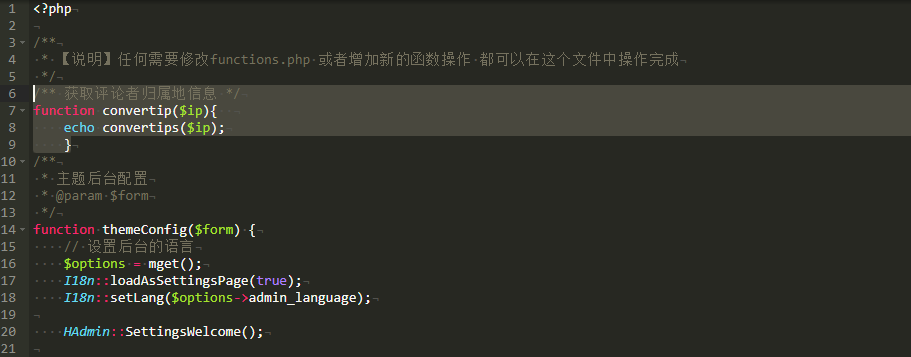 1 <?php
2
3 /**
4  * 【说明】任何需要修改functions.php 或者增加新的函数操作 都可以在这个文件中操作完成
5  */
6 /** 获取评论者归属地信息 */
7 function convertip($ip){
8     echo convertips($ip);
9     }
10 /**
11  * 主题后台配置
12  * @param $form
13  */
14 function themeConfig($form) {
15     // 设置后台的语言
16     $options = mget();
17     I18n::loadAsSettingsPage(true);
18     I18n::setLang($options->admin_language);
19
20     HAdmin::SettingsWelcome();
21